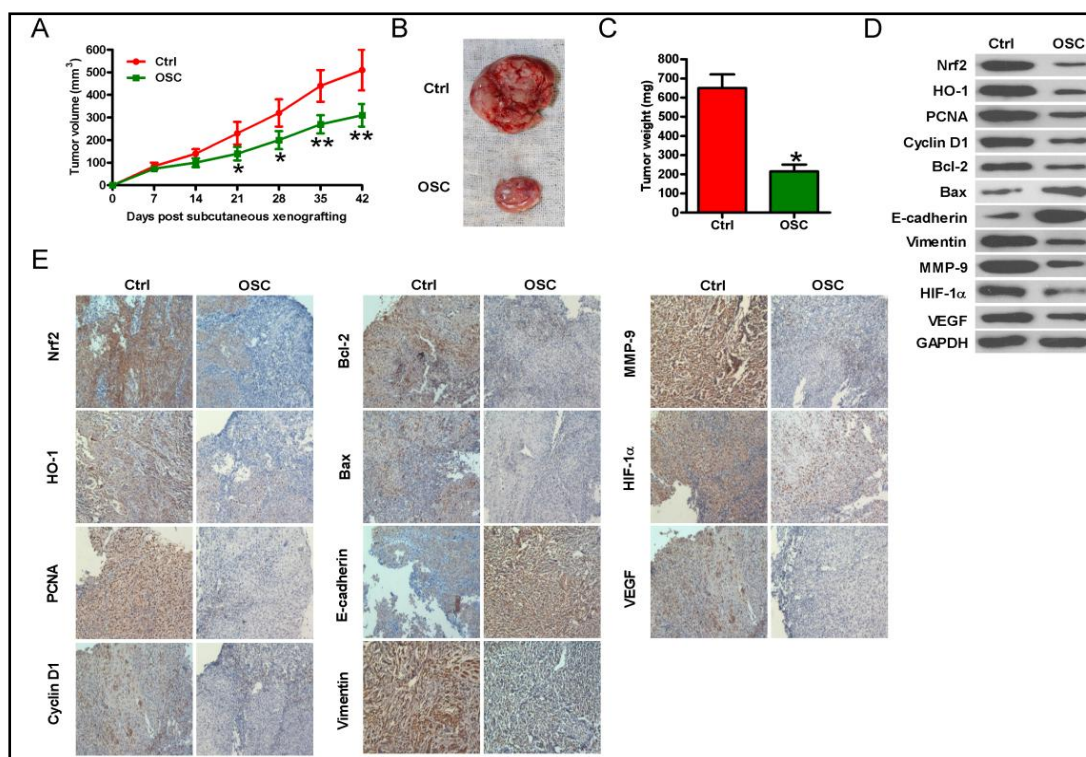 A
Tumor volume (mm³)
600
500
400
300
200
100
0
Ctrl
OSC
*
*
**
**
0 7 14 21 28 35 42
Days post subcutaneous xenografting
B
Ctrl
OSC
C
Tumor weight (mg)
800
700
600
500
400
300
200
100
0
*
Ctrl OSC
D
Ctrl OSC
Nrf2
HO-1
PCNA
Cyclin D1
Bcl-2
Bax
E-cadherin
Vimentin
MMP-9
HIF-1α
VEGF
GAPDH
E
Ctrl OSC
Nrf2
HO-1
PCNA
Cyclin D1
Ctrl OSC
Bcl-2
Bax
E-cadherin
Vimentin
Ctrl OSC
MMP-9
HIF-1α
VEGF